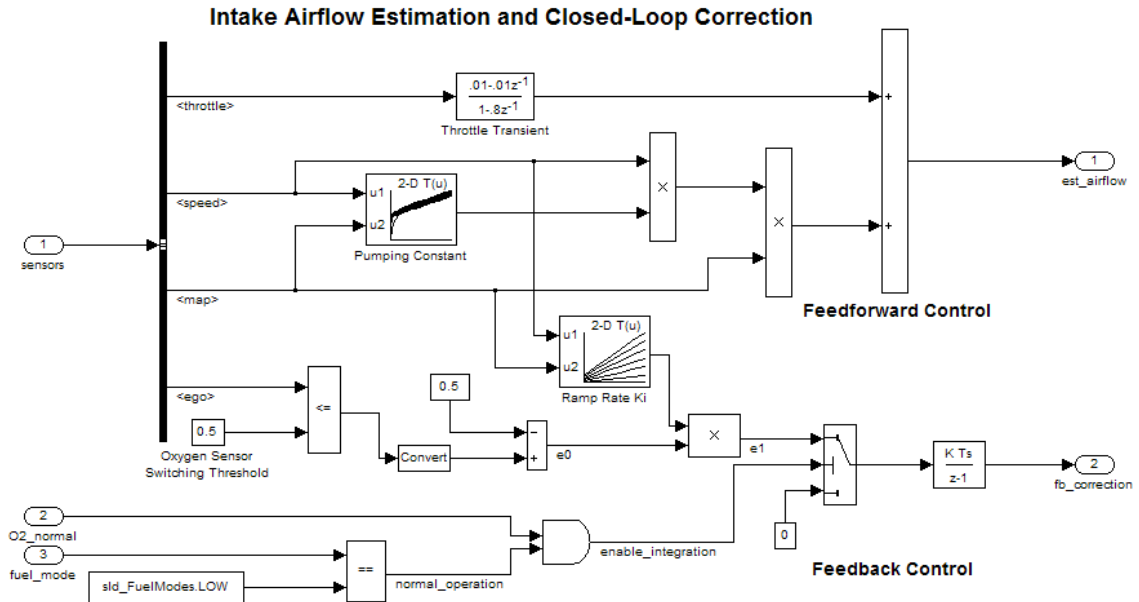 Intake Airflow Estimation and Closed-Loop Correction
.01-.01z-1
1-.8z-1
<throttle>
Throttle Transient
+
1
est_airflow
2-D T(u)
u1
u2
<speed>
×
×
+
Pumping Constant
1
sensors
<map>
Feedforward Control
2-D T(u)
u1
u2
Ramp Rate Ki
<ego>
<=
0.5
0.5
Oxygen Sensor
Switching Threshold
Convert
−
+
e0
×
e1
K Ts
z-1
2
fb_correction
0
2
O2_normal
3
fuel_mode
==
enable_integration
normal_operation
sld_FuelModes.LOW
Feedback Control